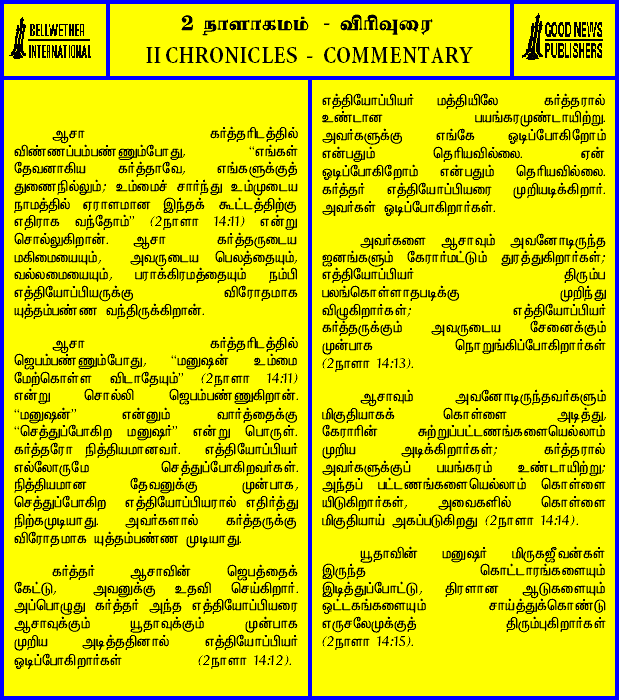 BELLWETHER
INTERNATIONAL
2 நாளாகமம் - விரிவுரை
II CHRONICLES - COMMENTARY
GOOD NEWS
PUBLISHERS
ஆசா கர்த்தரிடத்தில்
விண்ணப்பம்பண்ணும்போது, “எங்கள்
தேவனாகிய கர்த்தாவே, எங்களுக்குத்
துணைநில்லும்; உம்மைச் சார்ந்து உம்முடைய
நாமத்தில் ஏராளமான இந்தக் கூட்டத்திற்கு
எதிராக வந்தோம்” (2நாளா 14:11) என்று
சொல்லுகிறான். ஆசா கர்த்தருடைய
மகிமையையும், அவருடைய பெலத்தையும்,
வல்லமையையும், பராக்கிரமத்தையும் நம்பி
எத்தியோப்பியருக்கு விரோதமாக
யுத்தம்பண்ண வந்திருக்கிறான்.
ஆசா கர்த்தரிடத்தில்
ஜெபம்பண்ணும்போது, “மனுஷன் உம்மை
மேற்கொள்ள விடாதேயும்” (2நாளா 14:11)
என்று சொல்லி ஜெபம்பண்ணுகிறான்.
“மனுஷன்” என்னும் வார்த்தைக்கு
“செத்துப்போகிற மனுஷர்” என்று பொருள்.
கர்த்தரோ நித்தியமானவர். எத்தியோப்பியர்
எல்லோருமே செத்துப்போகிறவர்கள்.
நித்தியமான தேவனுக்கு முன்பாக,
செத்துப்போகிற எத்தியோப்பியரால் எதிர்த்து
நிற்கமுடியாது. அவர்களால் கர்த்தருக்கு
விரோதமாக யுத்தம்பண்ண முடியாது.
கர்த்தர் ஆசாவின் ஜெபத்தைக்
கேட்டு, அவனுக்கு உதவி செய்கிறார்.
அப்பொழுது கர்த்தர் அந்த எத்தியோப்பியரை
ஆசாவுக்கும் யூதாவுக்கும் முன்பாக
முறிய அடித்ததினால் எத்தியோப்பியர்
ஓடிப்போகிறார்கள் (2நாளா 14:12).
எத்தியோப்பியர் மத்தியிலே கர்த்தரால்
உண்டான பயங்கரமுண்டாயிற்று.
அவர்களுக்கு எங்கே ஓடிப்போகிறோம்
என்பதும் தெரியவில்லை. ஏன்
ஓடிப்போகிறோம் என்பதும் தெரியவில்லை.
கர்த்தர் எத்தியோப்பியரை முறியடிக்கிறார்.
அவர்கள் ஓடிப்போகிறார்கள்.
அவர்களை ஆசாவும் அவனோடிருந்த
ஜனங்களும் கேரார்மட்டும் துரத்துகிறார்கள்;
எத்தியோப்பியர் திரும்ப
பலங்கொள்ளாதபடிக்கு முறிந்து
விழுகிறார்கள்; எத்தியோப்பியர்
கர்த்தருக்கும் அவருடைய சேனைக்கும்
முன்பாக நொறுங்கிப்போகிறார்கள்
(2நாளா 14:13).
ஆசாவும் அவனோடிருந்தவர்களும்
மிகுதியாகக் கொள்ளை அடித்து,
கேராரின் சுற்றுப்பட்டணங்களையெல்லாம்
முறிய அடிக்கிறார்கள்; கர்த்தரால்
அவர்களுக்குப் பயங்கரம் உண்டாயிற்று;
அந்தப் பட்டணங்களையெல்லாம் கொள்ளை
யிடுகிறார்கள், அவைகளில் கொள்ளை
மிகுதியாய் அகப்படுகிறது (2நாளா 14:14).
யூதாவின் மனுஷர் மிருகஜீவன்கள்
இருந்த கொட்டாரங்களையும்
இடித்துப்போட்டு, திரளான ஆடுகளையும்
ஒட்டகங்களையும் சாய்த்துக்கொண்டு
எருசலேமுக்குத் திரும்புகிறார்கள்
(2நாளா 14:15).